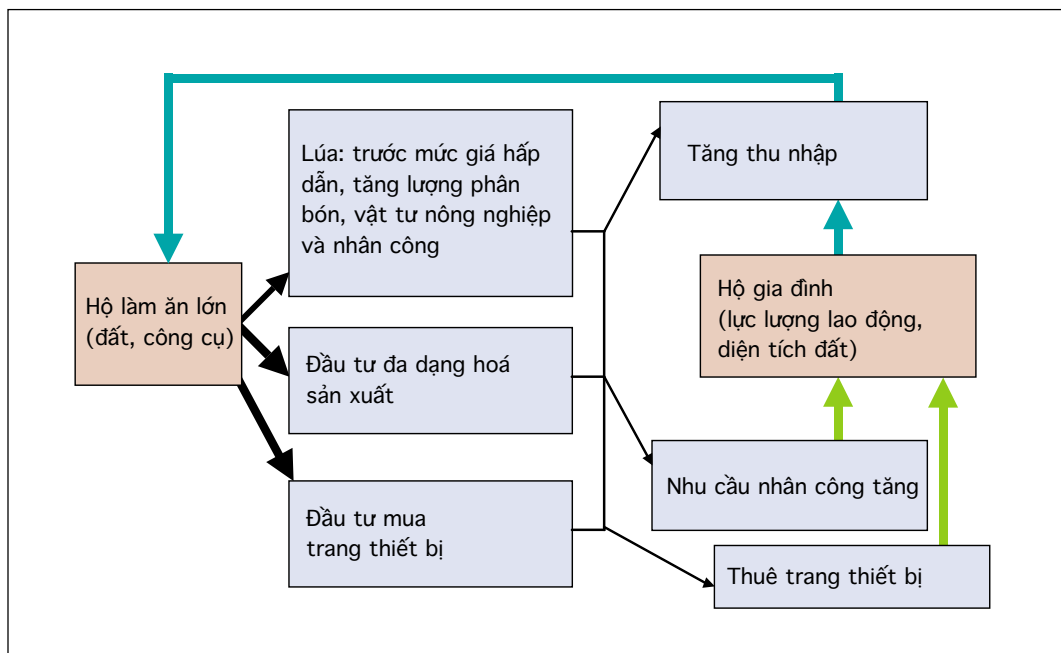 Lúa: trước mức giá hấp
dẫn, tăng lượng phân
bón, vật tư nông nghiệp
và nhân công
Tăng thu nhập
Hộ làm ăn lớn
(đất, công cụ)
Hộ gia đình
(lực lượng lao động,
diện tích đất)
Đầu tư đa dạng hoá
sản xuất
Nhu cầu nhân công tăng
Đầu tư mua
trang thiết bị
Thuê trang thiết bị